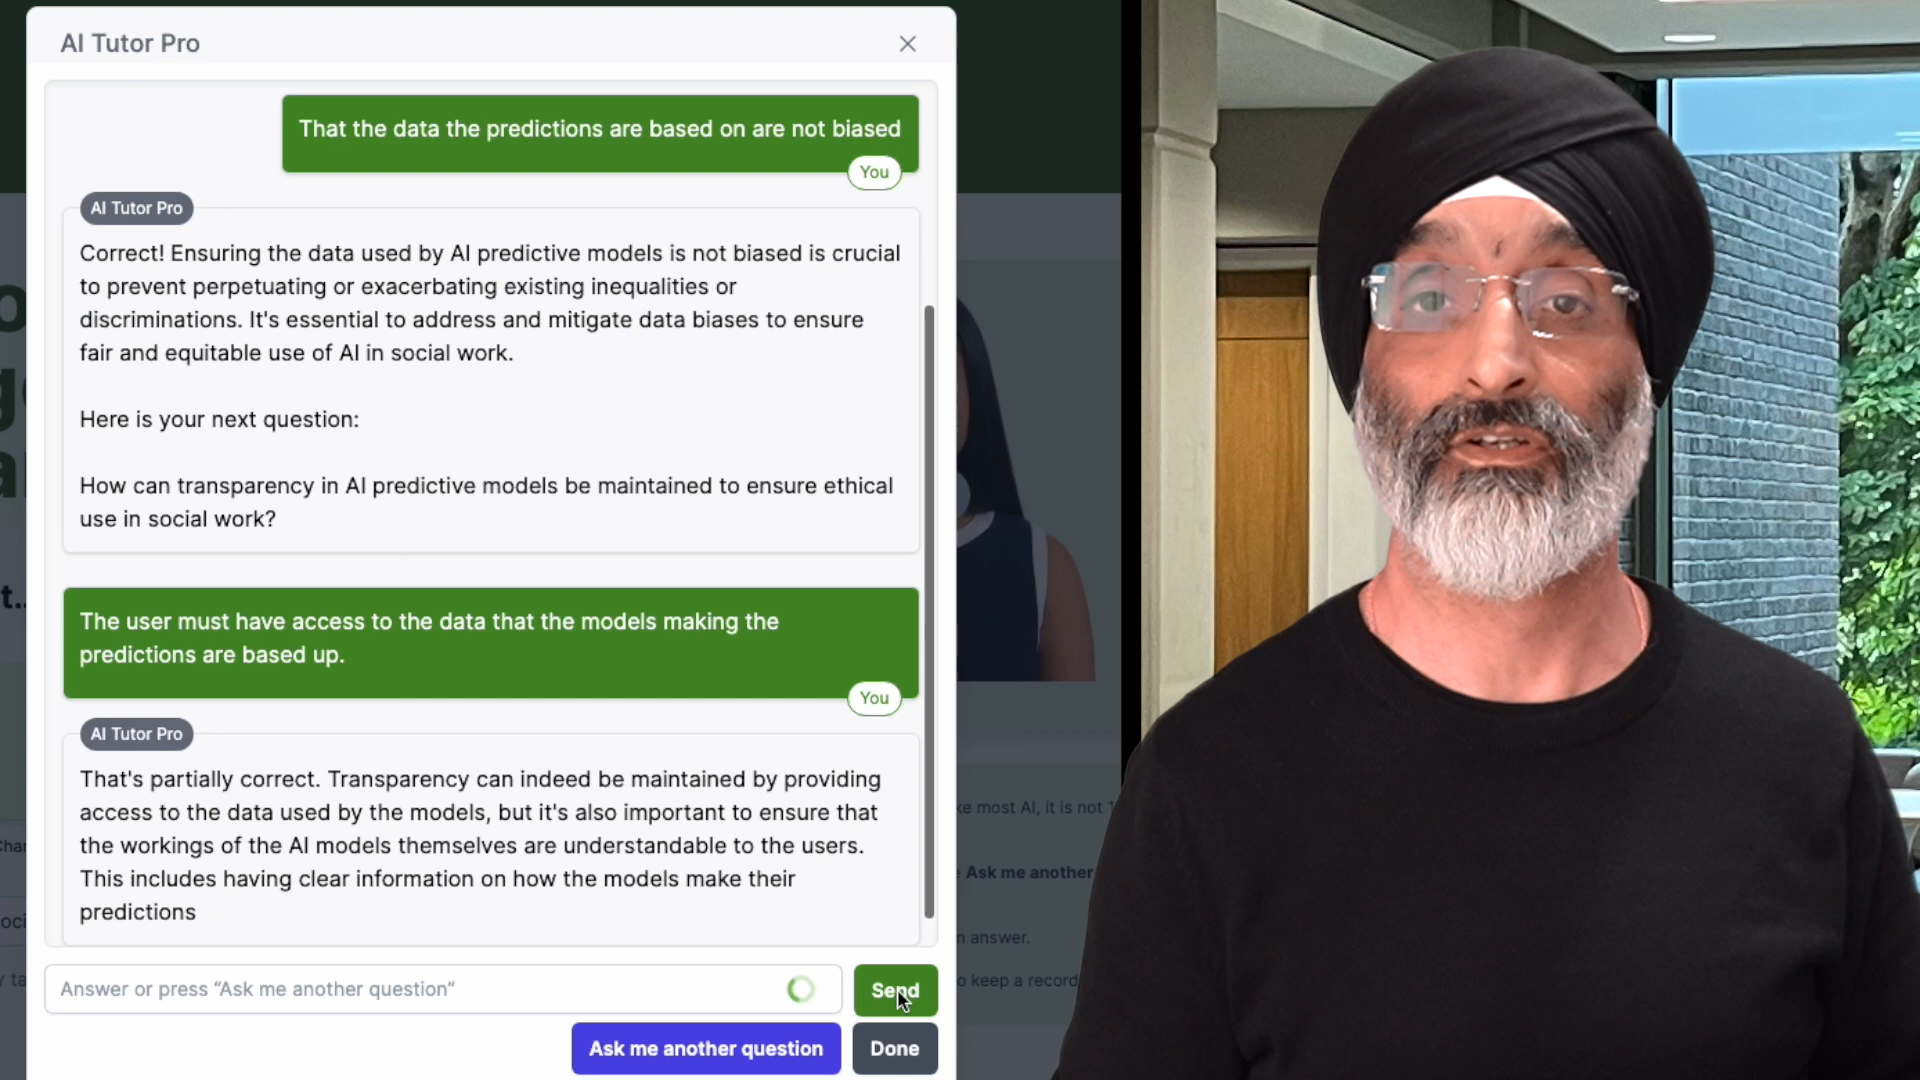 AI Tutor Pro
That the data the predictions are based on are not biased
You
AI Tutor Pro
Correct! Ensuring the data used by AI predictive models is not biased is crucial
to prevent perpetuating or exacerbating existing inequalities or
discriminations. It's essential to address and mitigate data biases to ensure
fair and equitable use of AI in social work.
Here is your next question:
How can transparency in AI predictive models be maintained to ensure ethical
use in social work?
The user must have access to the data that the models making the
predictions are based up.
You
AI Tutor Pro
That's partially correct. Transparency can indeed be maintained by providing
access to the data used by the models, but it's also important to ensure that
the workings of the AI models themselves are understandable to the users.
This includes having clear information on how the models make their
predictions
Answer or press “Ask me another question”
Send
Ask me another question
Done
most AI, it is not
Ask me another
answer.
keep a record